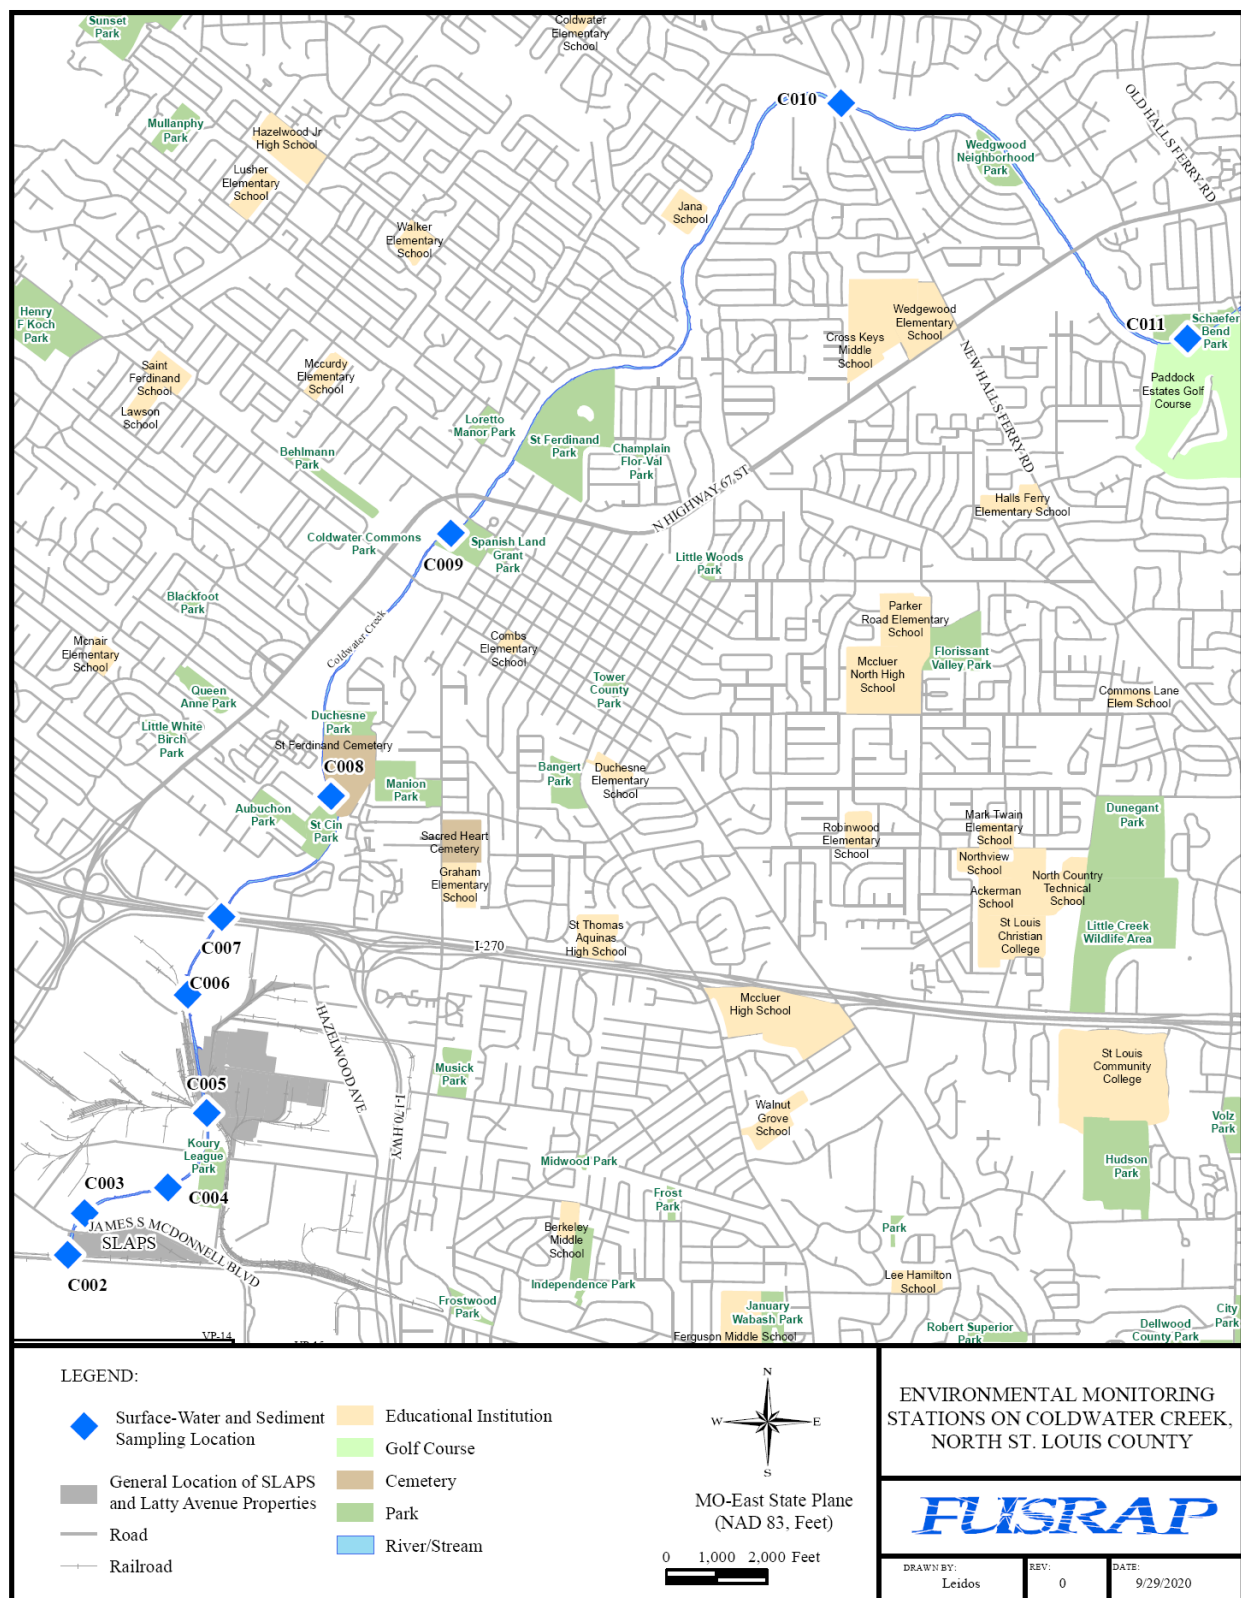 Sunset
Park
Coldwater
Elementary
School
C010
OLD HALLS FERRY RD
Mullanphy
Park
Hazelwood Jr
High School
Wedgwood
Neighborhood
Park
Lusher
Elementary
School
Jana
School
Walker
Elementary
School
Henry
F Koch
Park
Wedgewood
Elementary
School
Cross Keys
Middle
School
C011
Schaefer
Bend
Park
NEW HALLS FERRY RD
Saint
Ferdinand
School
Lawson
School
Mccurdy
Elementary
School
Paddock
Estates Golf
Course
Loretto
Manor Park
St Ferdinand
Park
Champlain
Flor-Val
Park
Behlmann
Park
N HIGHWAY 67 ST
Halls Ferry
Elementary School
Coldwater Commons
Park
C009
Spanish Land
Grant
Park
Little Woods
Park
Blackfoot
Park
Coldwater Creek
Mcnair
Elementary
School
Combs
Elementary
School
Parker
Road Elementary
School
Florissant
Valley Park
Mccluer
North High
School
Queen
Anne Park
Tower
County
Park
Commons Lane
Elem School
Little White
Birch
Park
Duchesne
Park
St Ferdinand Cemetery
C008
Manion
Park
Bangert
Park
Duchesne
Elementary
School
Aubuchon
Park
St Cin
Park
Sacred Heart
Cemetery
Graham
Elementary
School
Robinwood
Elementary
School
Mark Twain
Elementary
School
Dunegant
Park
Northview
School
Ackerman
School
North Country
Technical
School
St Louis
Christian
College
Little Creek
Wildlife Area
C007
I-270
St Thomas
Aquinas
High School
C006
Mccluer
High School
HAZELWOOD AVE
I-170 HWY
C005
Musick
Park
St Louis
Community
College
Walnut
Grove
School
Volz
Park
Koury
League
Park
Midwood Park
Hudson
Park
C003
C004
Frost
Park
JAMES S MCDONNELL BLVD
SLAPS
Berkeley
Middle
School
Park
C002
Independence Park
Lee Hamilton
School
Frostwood
Park
January
Wabash Park
Ferguson Middle School
Robert Superior
Park
Dellwood
County Park
City
Park
VP-14
LEGEND:
Surface-Water and Sediment
Sampling Location
General Location of SLAPS
and Latty Avenue Properties
Road
Railroad
Educational Institution
Golf Course
Cemetery
Park
River/Stream
N
W
E
S
MO-East State Plane
(NAD 83, Feet)
0 1,000 2,000 Feet
ENVIRONMENTAL MONITORING
STATIONS ON COLDWATER CREEK,
NORTH ST. LOUIS COUNTY
FUSRAP
DRAWN BY:
Leidos
REV:
0
DATE:
9/29/2020